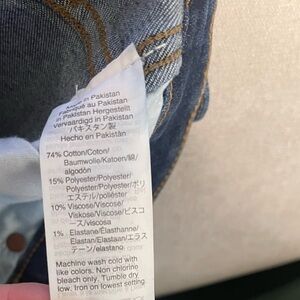 Made in Pakistan
Fabriqué au Pakistan
in Pakistan Hergestellt
vervaardigd in Pakistan
パキスタン製
Hecho en Pakistán
74% Cotton/Coton/
Baumwolle/Katoen/綿/
algodón
15% Polyester/Polyester/
Polyester/Polyester/ポリ
エステル/poliéster
10% Viscose/Viscose/
Viskose/Viscose/ビスコ
ース/viscosa
1% Elastane/Élasthanne/
Elastan/Elastaan/エラス
テーン/elastano
Machine wash cold with
like colors. Non chlorine
bleach only. Tumble dry
low. Iron on lowest setting